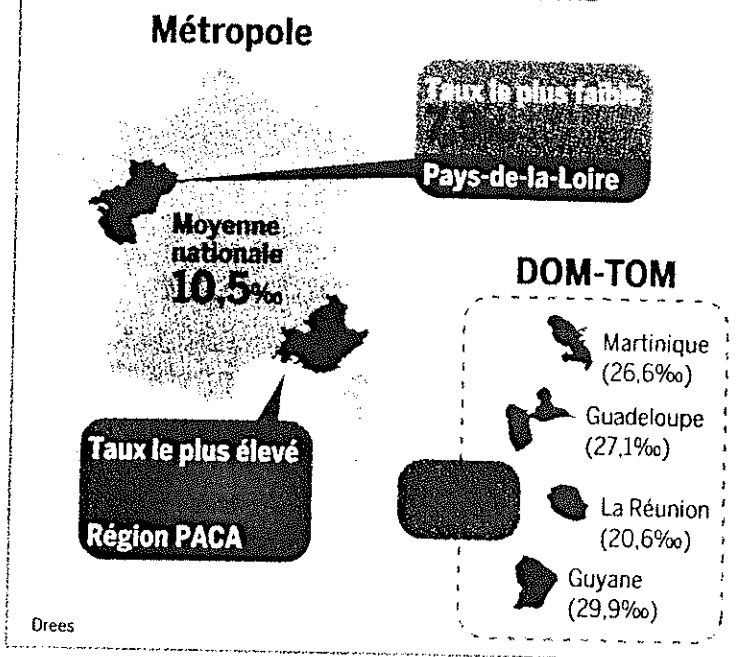 Métropole
Taux le plus faible
Pays-de-la-Loire
Moyenne
nationale
10,5‰
Taux le plus élevé
Région PACA
DOM-TOM
Martinique
(26,6‰)
Guadeloupe
(27,1‰)
La Réunion
(20,6‰)
Guyane
(29,9‰)
Drees